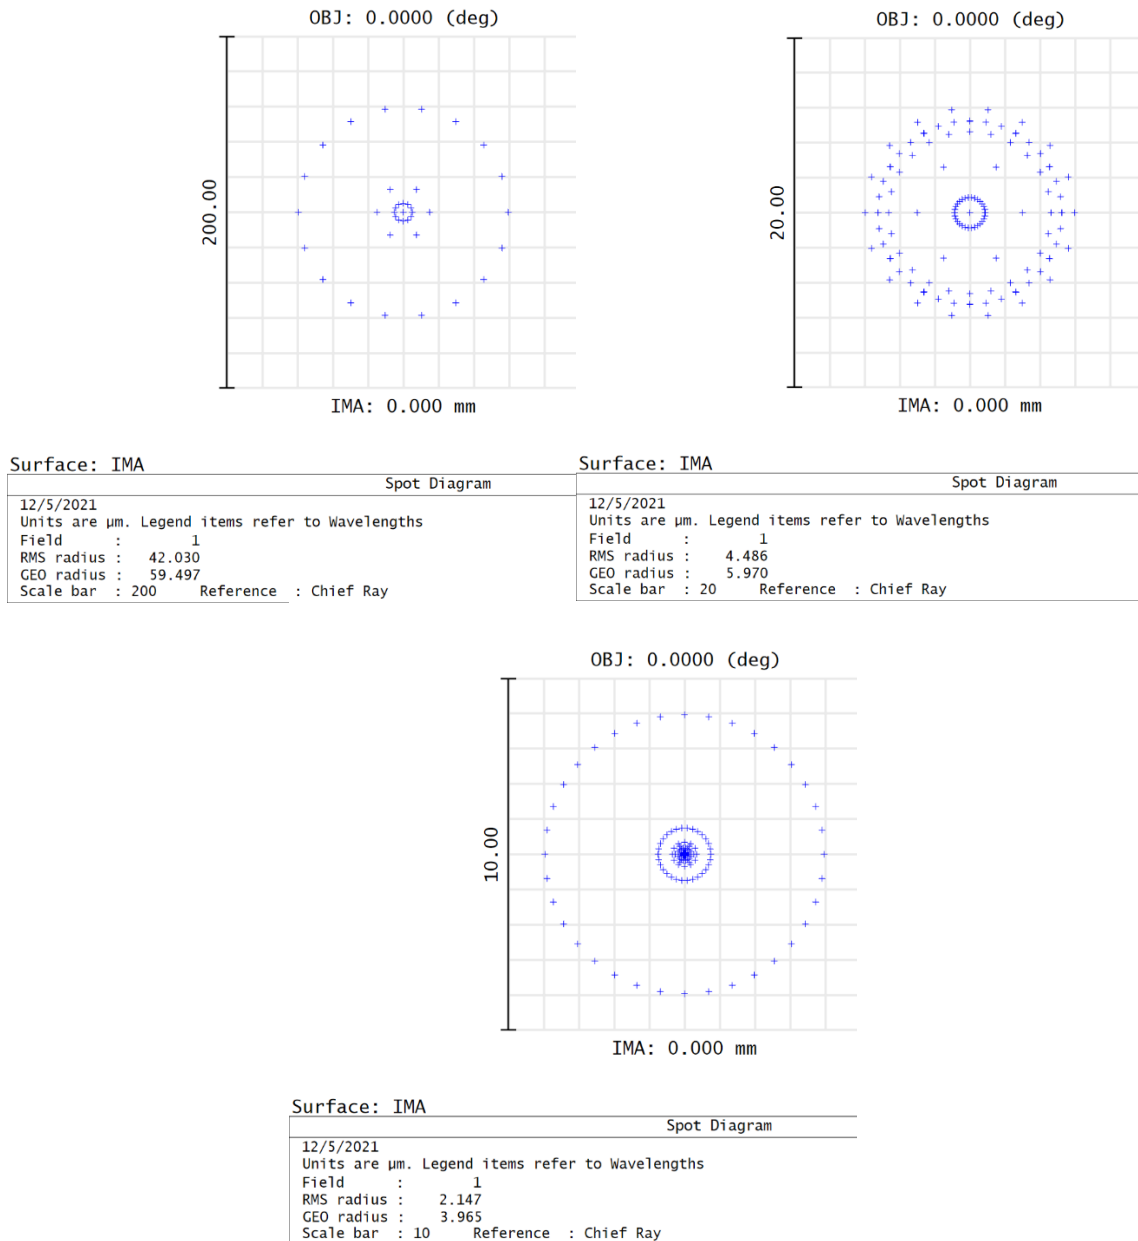 OBJ: 0.0000 (deg)
200.00
IMA: 0.000 mm
Surface: IMA
Spot Diagram
12/5/2021
Units are µm. Legend items refer to Wavelengths
Field : 1
RMS radius : 42.030
GEO radius : 59.497
Scale bar : 200 Reference : Chief Ray
OBJ: 0.0000 (deg)
20.00
IMA: 0.000 mm
Surface: IMA
Spot Diagram
12/5/2021
Units are µm. Legend items refer to Wavelengths
Field : 1
RMS radius : 4.486
GEO radius : 5.970
Scale bar : 20 Reference : Chief Ray
OBJ: 0.0000 (deg)
10.00
IMA: 0.000 mm
Surface: IMA
Spot Diagram
12/5/2021
Units are µm. Legend items refer to Wavelengths
Field : 1
RMS radius : 2.147
GEO radius : 3.965
Scale bar : 10 Reference : Chief Ray